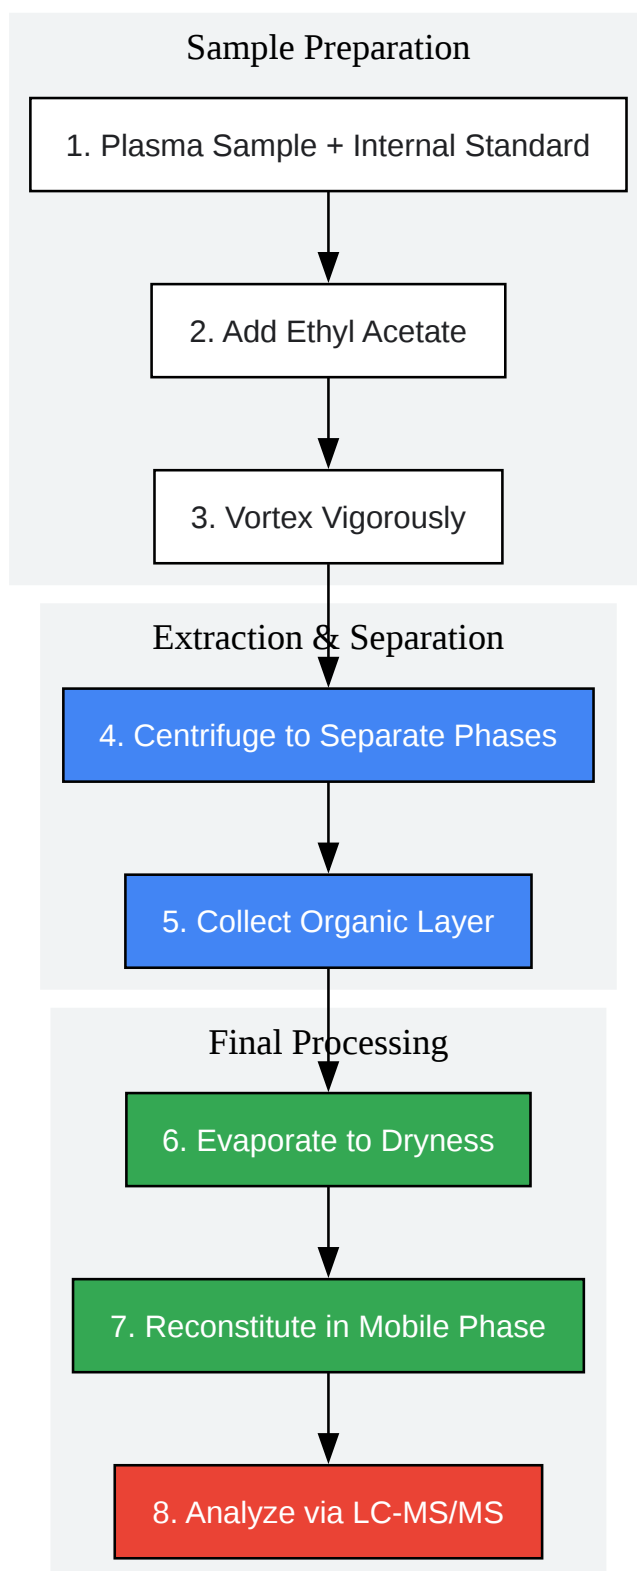 Sample Preparation
1. Plasma Sample + Internal Standard
2. Add Ethyl Acetate
3. Vortex Vigorously
Extraction & Separation
4. Centrifuge to Separate Phases
5. Collect Organic Layer
Final Processing
6. Evaporate to Dryness
7. Reconstitute in Mobile Phase
8. Analyze via LC-MS/MS